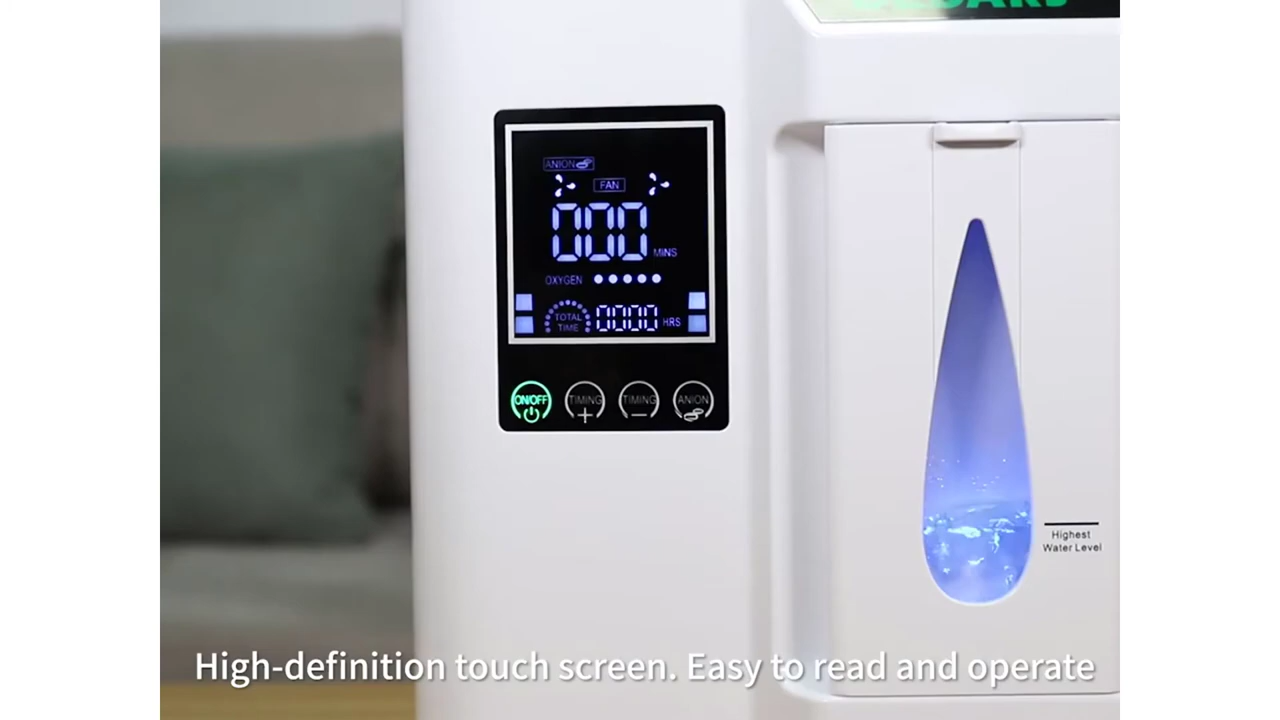 ANION
FAN
000 MINS
OXYGEN
TOTAL TIME 0000 HRS
ON/OFF
TIMING
TIMING
ANION
Highest
Water Level
High-definition touch screen. Easy to read and operate